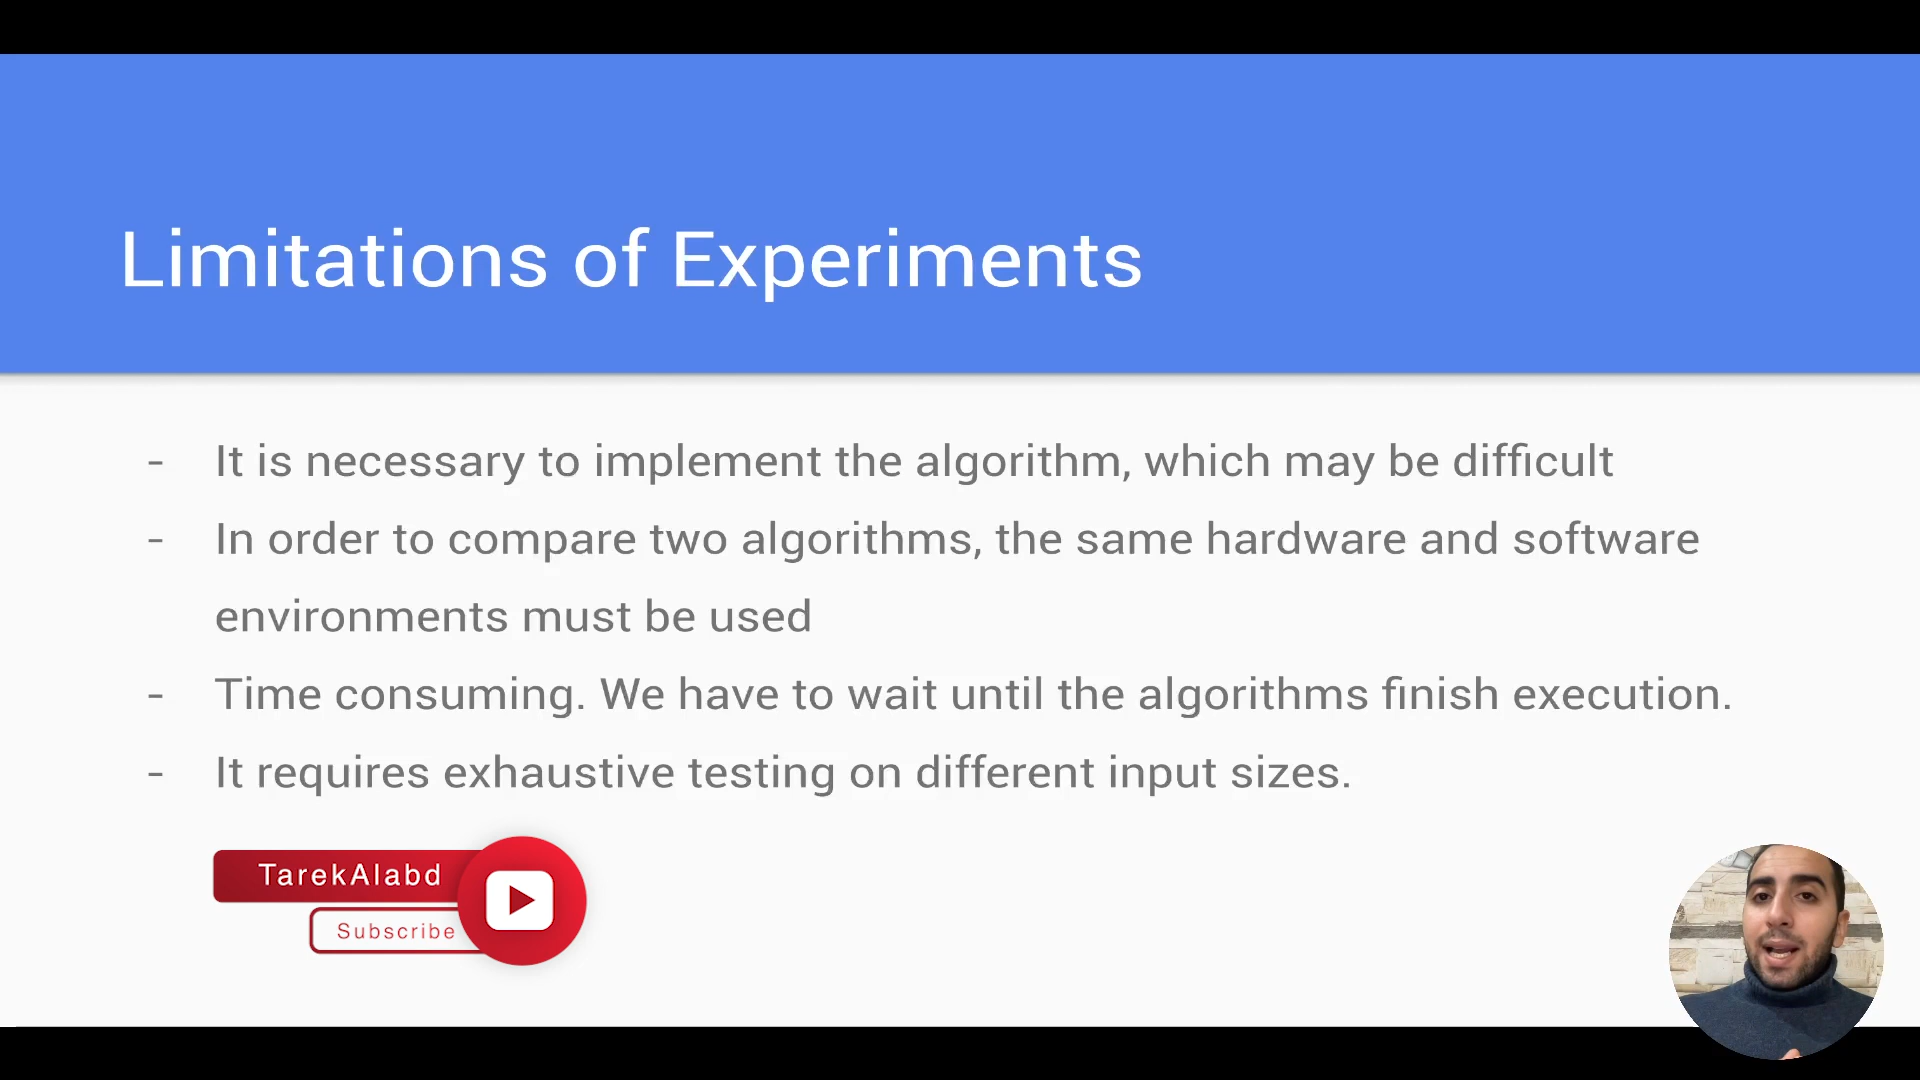 Limitations of Experiments
- It is necessary to implement the algorithm, which may be difficult
- In order to compare two algorithms, the same hardware and software
environments must be used
- Time consuming. We have to wait until the algorithms finish execution.
- It requires exhaustive testing on different input sizes.
TarekAlabd
Subscribe